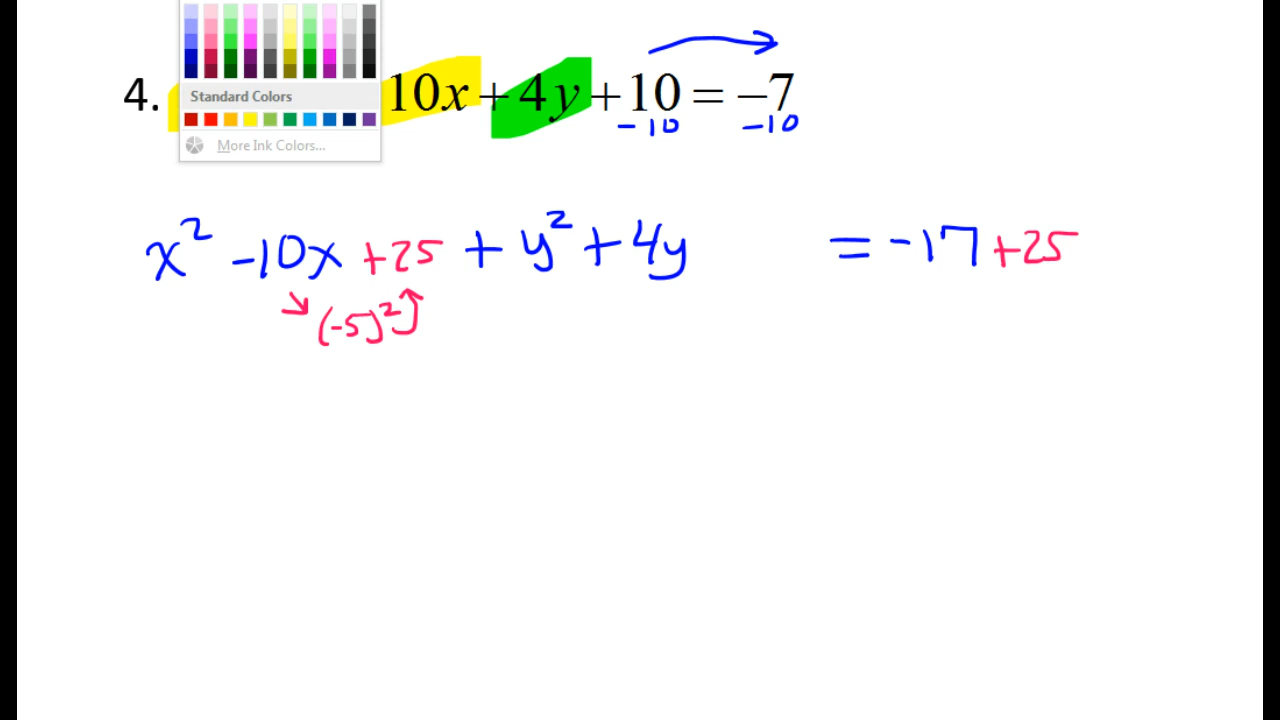 4. 10x + 4y + 10 = −7
Standard Colors
−10 −10
More Ink Colors...
x² −10x +25 + y² + 4y = −17 +25
(−5)²